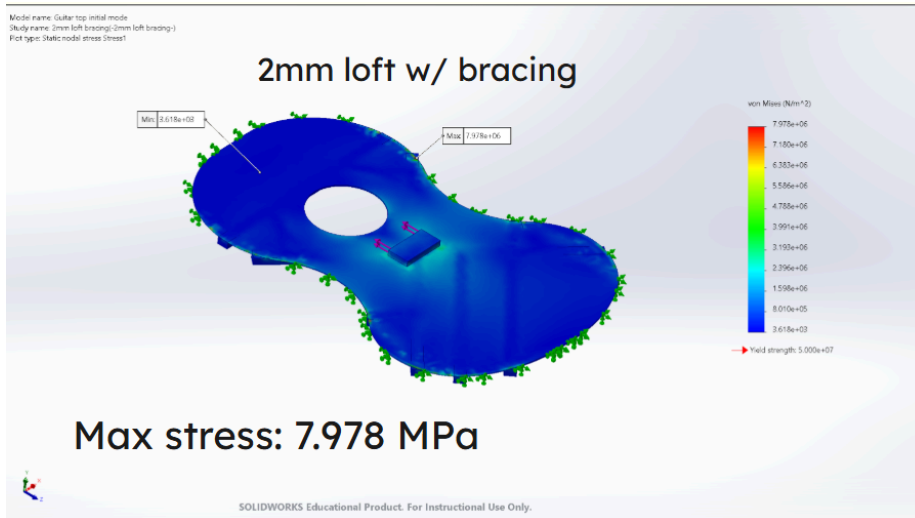 Model name: Guitar top initial mode
Study name: 2mm loft bracing(-2mm loft bracing-)
Plot type: Static nodal stress Stress1
2mm loft w/ bracing
von Mises (N/m^2)
Min: 3.618e+03
Max: 7.978e+06
7.978e+06
7.180e+06
6.383e+06
5.586e+06
4.788e+06
3.991e+06
3.193e+06
2.396e+06
1.598e+06
8.010e+05
3.618e+03
Yield strength: 5.000e+07
Max stress: 7.978 MPa
SOLIDWORKS Educational Product. For Instructional Use Only.